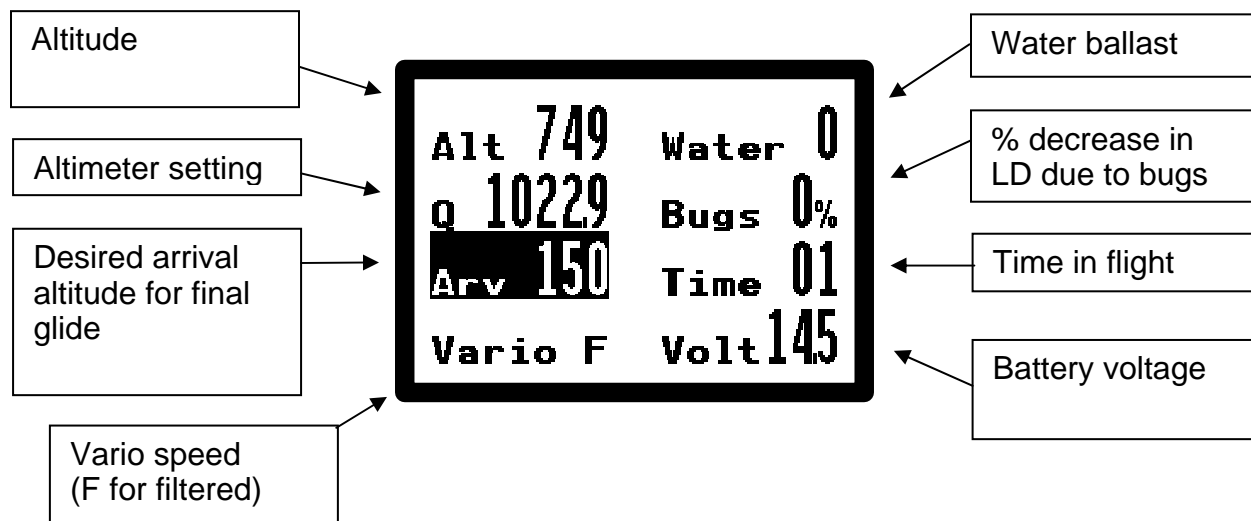 Altitude
Altimeter setting
Desired arrival
altitude for final
glide
Vario speed
(F for filtered)
Alt 749
Q 1022.9
Arv 150
Vario F
Water 0
Bugs 0%
Time 01
Volt 14.5
Water ballast
% decrease in
LD due to bugs
Time in flight
Battery voltage